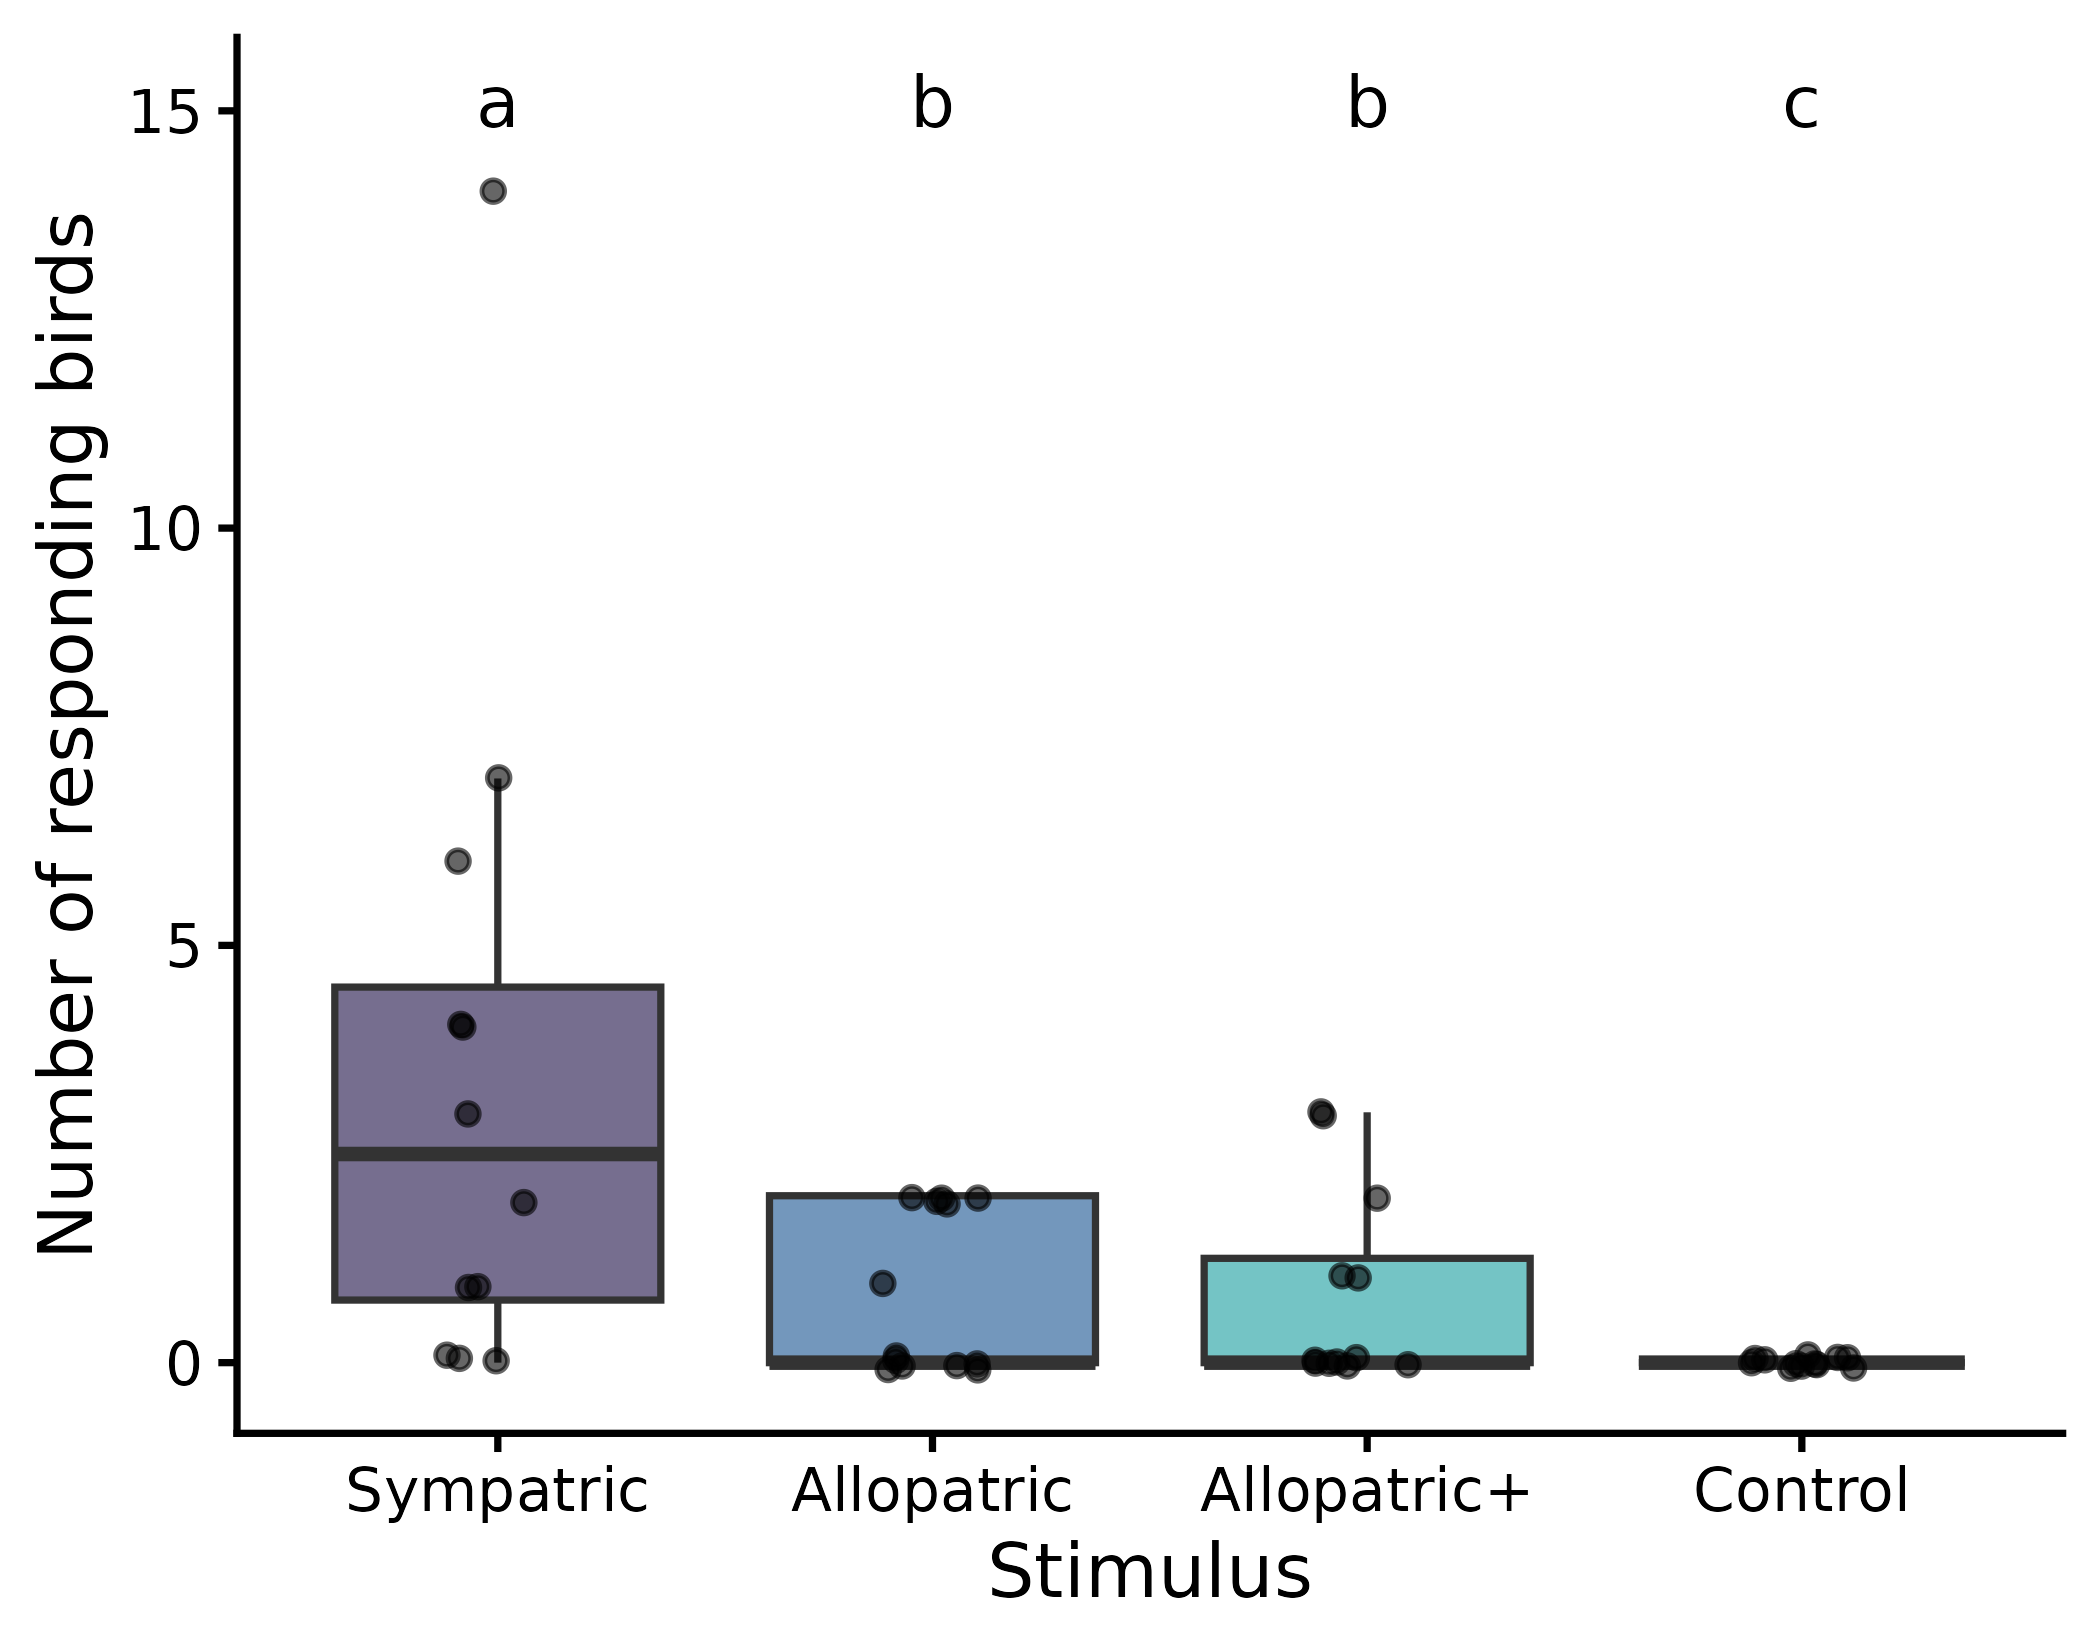 a b b c
15
10
5
0
Number of responding birds
Sympatric Allopatric Allopatric+ Control
Stimulus